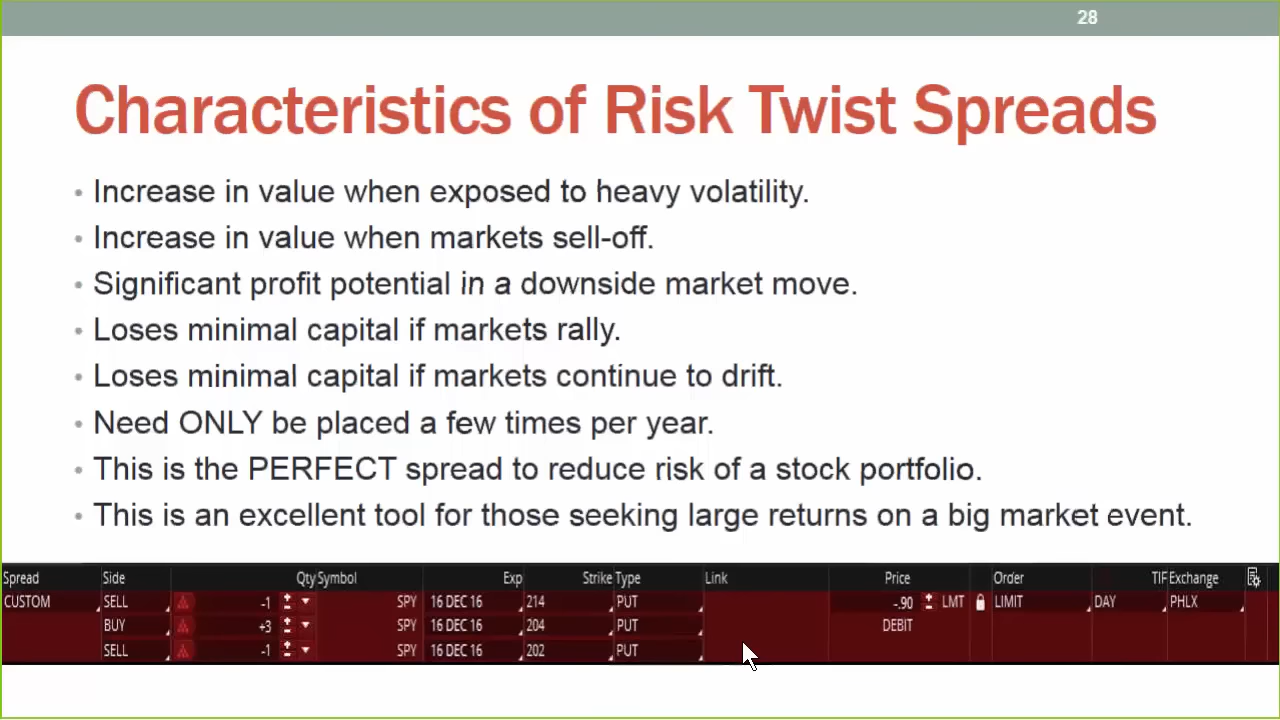 28
Characteristics of Risk Twist Spreads
• Increase in value when exposed to heavy volatility.
• Increase in value when markets sell-off.
• Significant profit potential in a downside market move.
• Loses minimal capital if markets rally.
• Loses minimal capital if markets continue to drift.
• Need ONLY be placed a few times per year.
• This is the PERFECT spread to reduce risk of a stock portfolio.
• This is an excellent tool for those seeking large returns on a big market event.
Spread Side Qty Symbol Exp Strike Type Link Price Order TIF Exchange
CUSTOM SELL -1 SPY 16 DEC 16 214 PUT -.90 LMT LIMIT DAY PHLX
BUY +3 SPY 16 DEC 16 204 PUT DEBIT
SELL -1 SPY 16 DEC 16 202 PUT